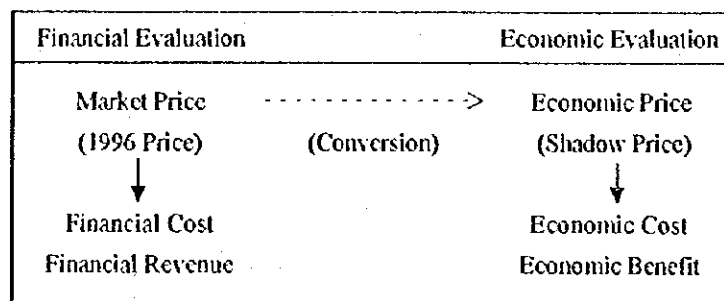 Financial Evaluation Economic Evaluation
Market Price Economic Price
(1996 Price) (Conversion) (Shadow Price)
Financial Cost Economic Cost
Financial Revenue Economic Benefit